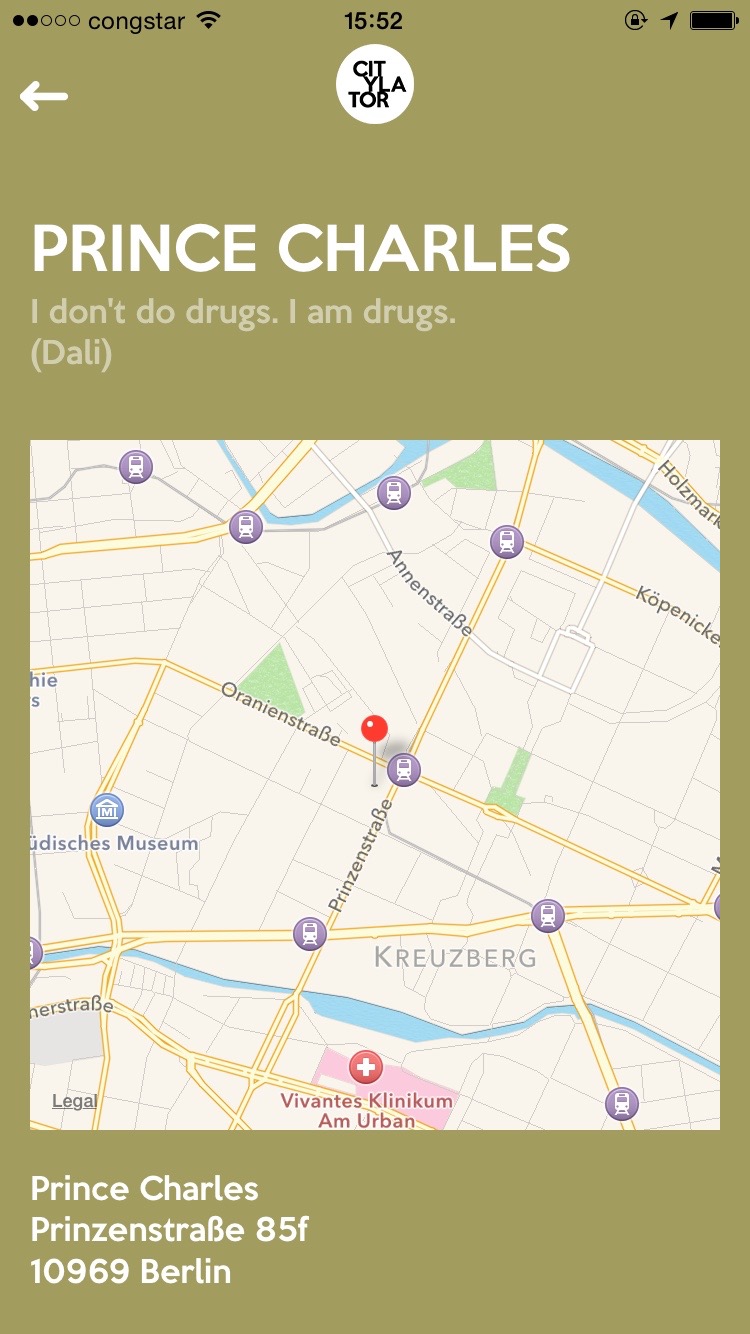 congstar 15:52
CIT
YLA
TOR
PRINCE CHARLES
I don't do drugs. I am drugs.
(Dali)
Holzmark
Annenstraße
Köpenicke
hie
s
Oranienstraße
M
üdisches Museum
Prinzenstraße
M
KREUZBERG
nerstraße
Legal
Vivantes Klinikum
Am Urban
Prince Charles
Prinzenstraße 85f
10969 Berlin